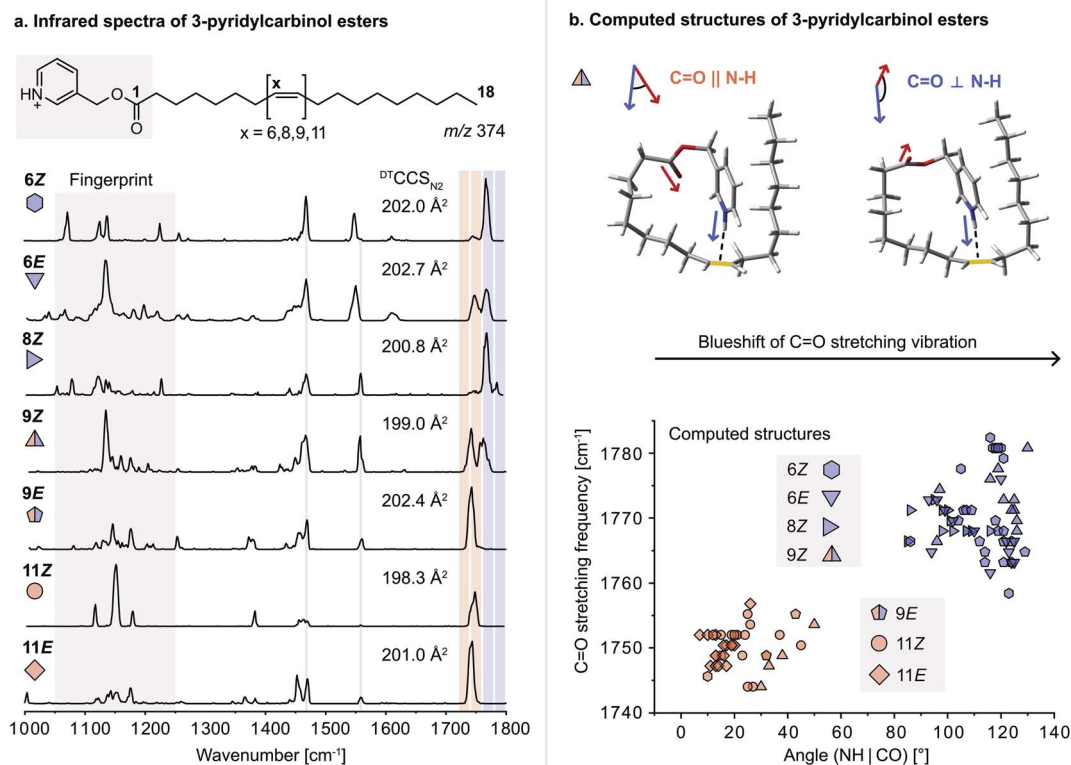 a. Infrared spectra of 3-pyridylcarbinol esters
HN
+
O
1
O
x
18
x = 6,8,9,11
m/z 374
6Z
Fingerprint
DTCCSN2
202.0 Å2
6E
202.7 Å2
8Z
200.8 Å2
9Z
199.0 Å2
9E
202.4 Å2
11Z
198.3 Å2
11E
201.0 Å2
1000 1100 1200 1300 1400 1500 1600 1700 1800
Wavenumber [cm-1]
b. Computed structures of 3-pyridylcarbinol esters
C=O || N-H
C=O ⊥ N-H
Blueshift of C=O stretching vibration
C=O stretching frequency [cm-1]
1780
1770
1760
1750
1740
Computed structures
6Z
6E
8Z
9Z
9E
11Z
11E
0 20 40 60 80 100 120 140
Angle (NH|CO) [°]